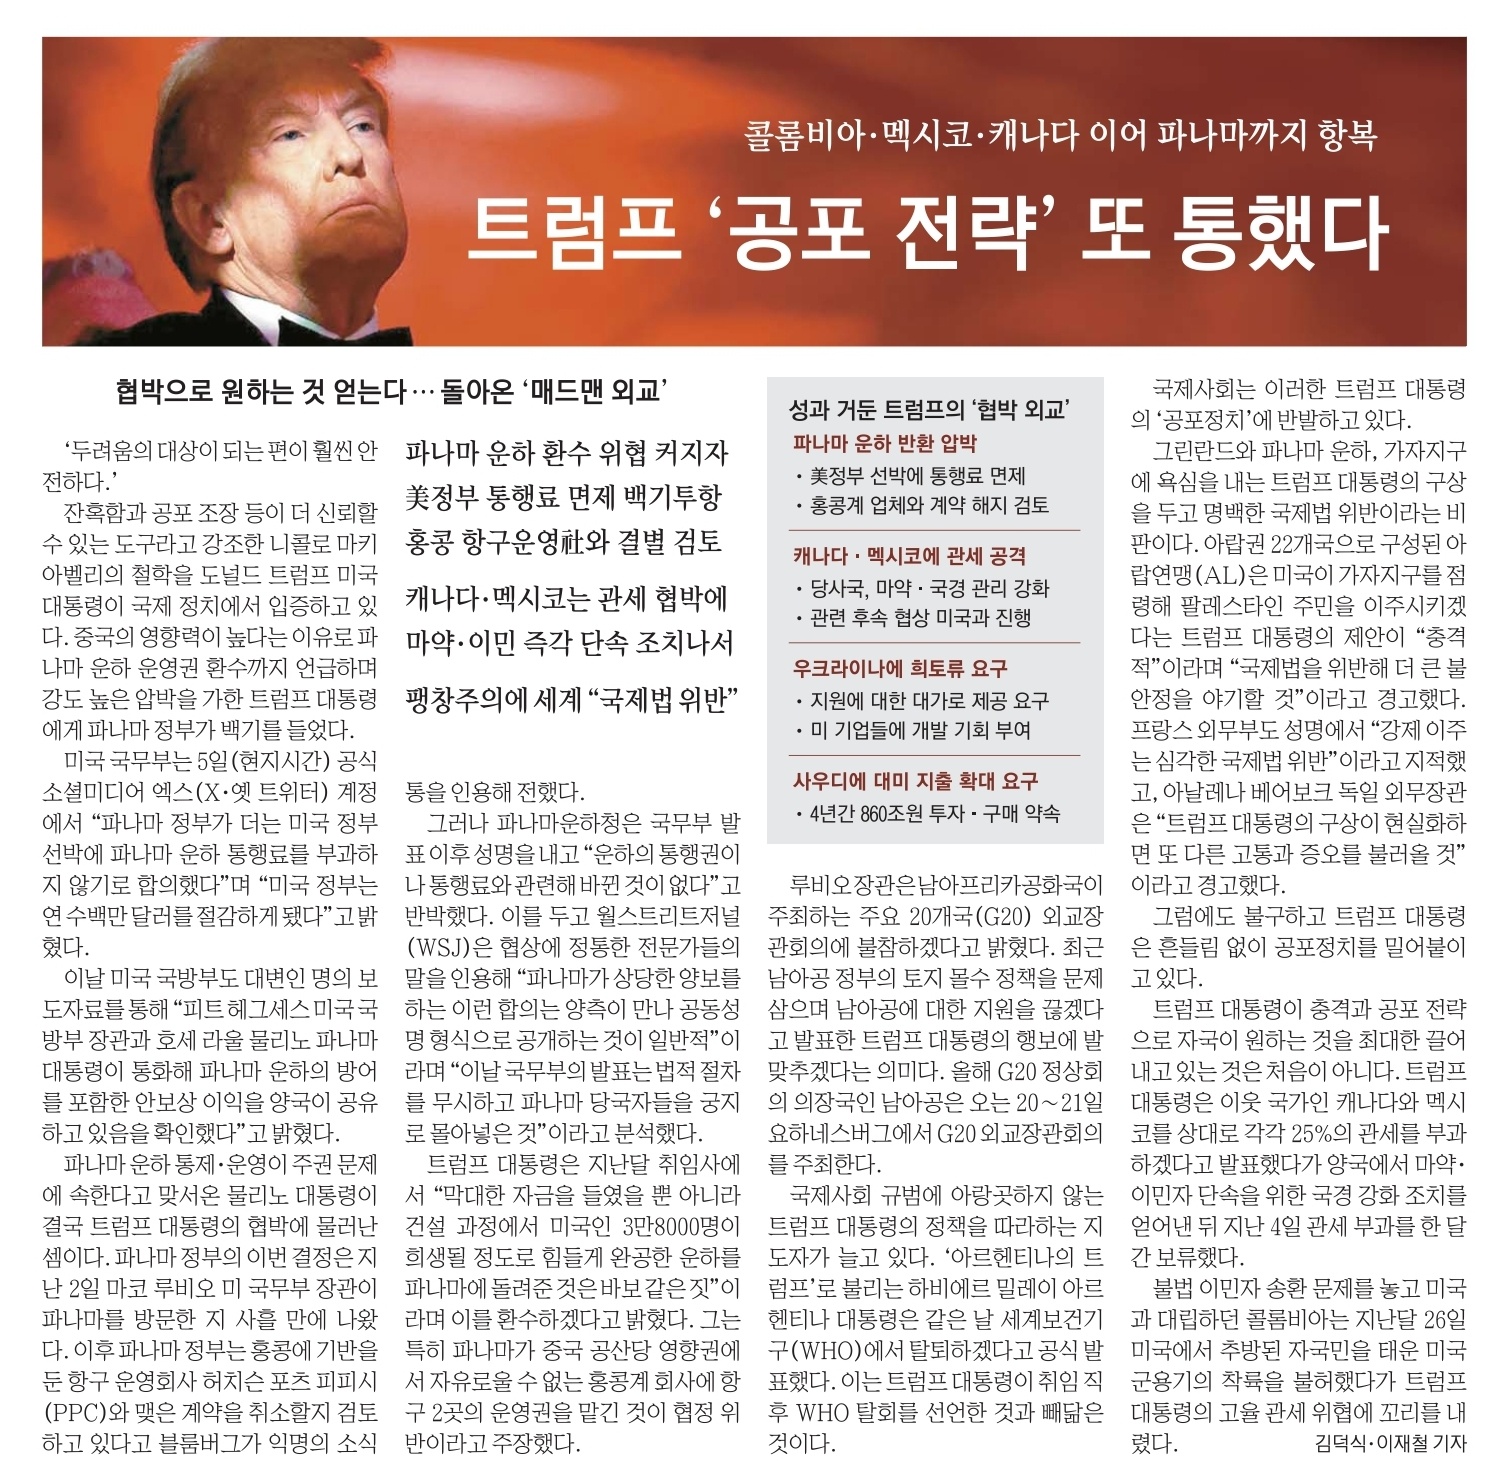 콜롬비아·멕시코·캐나다 이어 파나마까지 항복
트럼프 ‘공포 전략’ 또 통했다
협박으로 원하는 것 얻는다…돌아온 ‘매드맨 외교’
‘두려움의 대상이 되는 편이 훨씬 안
전하다.’
잔혹함과 공포 조장 등이 더 신뢰할
수 있는 도구라고 강조한 니콜로 마키
아벨리의 철학을 도널드 트럼프 미국
대통령이 국제 정치에서 입증하고 있
다. 중국의 영향력이 높다는 이유로 파
나마 운하 운영권 환수까지 언급하며
강도 높은 압박을 가한 트럼프 대통령
에게 파나마 정부가 백기를 들었다.
미국 국무부는 5일(현지시간) 공식
소셜미디어 엑스(X·옛 트위터) 계정
에서 “파나마 정부가 더는 미국 정부
선박에 파나마 운하 통행료를 부과하
지 않기로 합의했다”며 “미국 정부는
연 수백만 달러를 절감하게 됐다”고 밝
혔다.
이날 미국 국방부도 대변인 명의 보
도자료를 통해 “피트 헤그세스 미국 국
방부 장관과 호세 라울 물리노 파나마
대통령이 통화해 파나마 운하의 방어
를 포함한 안보상 이익을 양국이 공유
하고 있음을 확인했다”고 밝혔다.
파나마 운하 통제·운영이 주권 문제
에 속한다고 맞서온 물리노 대통령이
결국 트럼프 대통령의 협박에 물러난
셈이다. 파나마 정부의 이번 결정은 지
난 2일 마코 루비오 미 국무부 장관이
파나마를 방문한 지 사흘 만에 나왔
다. 이후 파나마 정부는 홍콩에 기반을
둔 항구 운영회사 허치슨 포츠 피피시
(PPC)와 맺은 계약을 취소할지 검토
하고 있다고 블룸버그가 익명의 소식
파나마 운하 환수 위협 커지자
美정부 통행료 면제 백기투항
홍콩 항구운영社와 결별 검토
캐나다·멕시코는 관세 협박에
마약·이민 즉각 단속 조치나서
팽창주의에 세계 “국제법 위반”
통을 인용해 전했다.
그러나 파나마운하청은 국무부 발
표 이후 성명을 내고 “운하의 통행권이
나 통행료와 관련해 바뀐 것이 없다”고
반박했다. 이를 두고 월스트리트저널
(WSJ)은 협상에 정통한 전문가들의
말을 인용해 “파나마가 상당한 양보를
하는 이런 합의는 양측이 만나 공동성
명 형식으로 공개하는 것이 일반적”이
라며 “이날 국무부의 발표는 법적 절차
를 무시하고 파나마 당국자들을 궁지
로 몰아넣은 것”이라고 분석했다.
트럼프 대통령은 지난달 취임사에
서 “막대한 자금을 들였을 뿐 아니라
건설 과정에서 미국인 3만8000명이
희생될 정도로 힘들게 완공한 운하를
파나마에 돌려준 것은 바보 같은 짓”이
라며 이를 환수하겠다고 밝혔다. 그는
특히 파나마가 중국 공산당 영향권에
서 자유로울 수 없는 홍콩계 회사에 항
구 2곳의 운영권을 맡긴 것이 협정 위
반이라고 주장했다.
성과 거둔 트럼프의 ‘협박 외교’
파나마 운하 반환 압박
• 美정부 선박에 통행료 면제
• 홍콩계 업체와 계약 해지 검토
캐나다·멕시코에 관세 공격
• 당사국, 마약·국경 관리 강화
• 관련 후속 협상 미국과 진행
우크라이나에 희토류 요구
• 지원에 대한 대가로 제공 요구
• 미 기업들에 개발 기회 부여
사우디에 대미 지출 확대 요구
• 4년간 860조원 투자·구매 약속
루비오 장관은 남아프리카공화국이
주최하는 주요 20개국(G20) 외교장
관회의에 불참하겠다고 밝혔다. 최근
남아공 정부의 토지 몰수 정책을 문제
삼으며 남아공에 대한 지원을 끊겠다
고 발표한 트럼프 대통령의 행보에 발
맞추겠다는 의미다. 올해 G20 정상회
의 의장국인 남아공은 오는 20~21일
요하네스버그에서 G20 외교장관회의
를 주최한다.
국제사회 규범에 아랑곳하지 않는
트럼프 대통령의 정책을 따라하는 지
도자가 늘고 있다. ‘아르헨티나의 트
럼프’로 불리는 하비에르 밀레이 아르
헨티나 대통령은 같은 날 세계보건기
구(WHO)에서 탈퇴하겠다고 공식 발
표했다. 이는 트럼프 대통령이 취임 직
후 WHO 탈회를 선언한 것과 빼닮은
것이다.
국제사회는 이러한 트럼프 대통령
의 ‘공포정치’에 반발하고 있다.
그린란드와 파나마 운하, 가자지구
에 욕심을 내는 트럼프 대통령의 구상
을 두고 명백한 국제법 위반이라는 비
판이다. 아랍권 22개국으로 구성된 아
랍연맹(AL)은 미국이 가자지구를 점
령해 팔레스타인 주민을 이주시키겠
다는 트럼프 대통령의 제안이 “충격
적”이라며 “국제법을 위반해 더 큰 불
안정을 야기할 것”이라고 경고했다.
프랑스 외무부도 성명에서 “강제 이주
는 심각한 국제법 위반”이라고 지적했
고, 아날레나 베어보크 독일 외무장관
은 “트럼프 대통령의 구상이 현실화하
면 또 다른 고통과 증오를 불러올 것”
이라고 경고했다.
그럼에도 불구하고 트럼프 대통령
은 흔들림 없이 공포정치를 밀어붙이
고 있다.
트럼프 대통령이 충격과 공포 전략
으로 자국이 원하는 것을 최대한 끌어
내고 있는 것은 처음이 아니다. 트럼프
대통령은 이웃 국가인 캐나다와 멕시
코를 상대로 각각 25%의 관세를 부과
하겠다고 발표했다가 양국에서 마약·
이민자 단속을 위한 국경 강화 조치를
얻어낸 뒤 지난 4일 관세 부과를 한 달
간 보류했다.
불법 이민자 송환 문제를 놓고 미국
과 대립하던 콜롬비아는 지난달 26일
미국에서 추방된 자국민을 태운 미국
군용기의 착륙을 불허했다가 트럼프
대통령의 고율 관세 위협에 꼬리를 내
렸다.
김덕식·이재철 기자